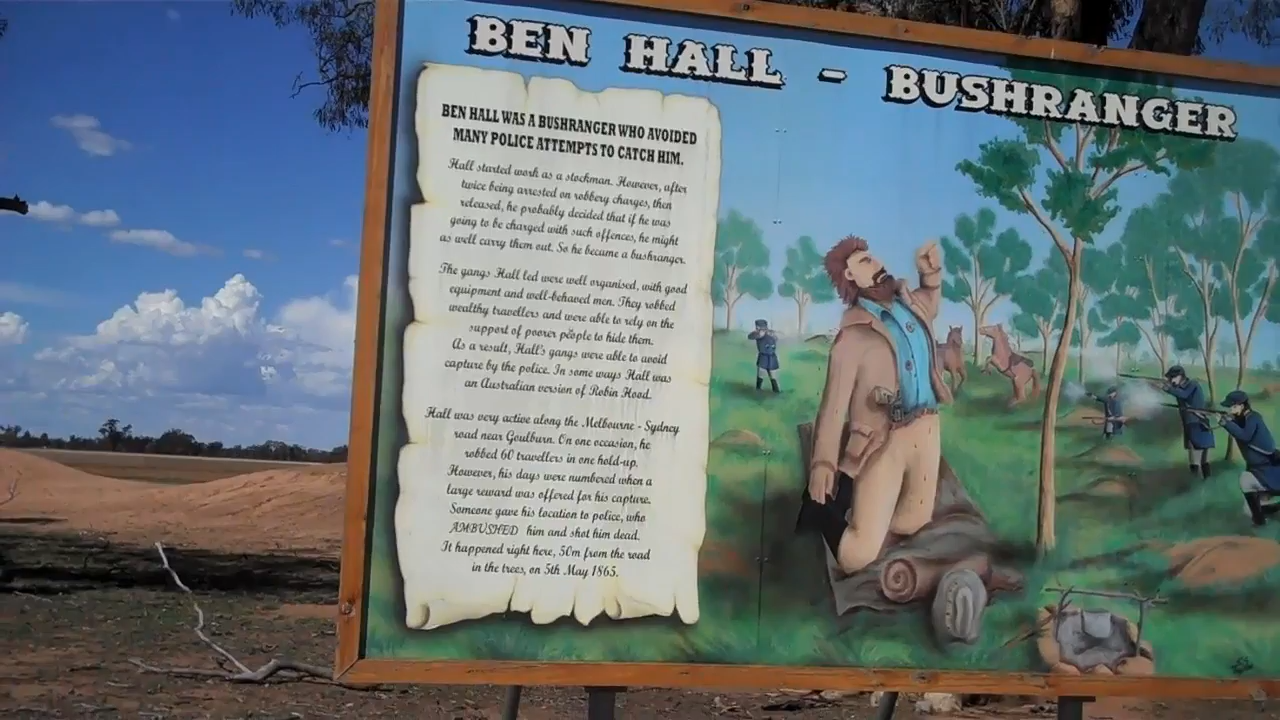 BEN HALL - BUSHRANGER
BEN HALL WAS A BUSHRANGER WHO AVOIDED
MANY POLICE ATTEMPTS TO CATCH HIM.
Hall started work as a stockman. However, after
twice being arrested on robbery charges, then
released, he probably decided that if he was
going to be charged with such offences, he might
as well carry them out. So he became a bushranger.
The gangs Hall led were well organised, with good
equipment and well-behaved men. They robbed
wealthy travellers and were able to rely on the
support of poorer people to hide them.
As a result, Hall's gangs were able to avoid
capture by the police. In some ways Hall was
an Australian version of Robin Hood.
Hall was very active along the Melbourne - Sydney
road near Goulburn. On one occasion, he
robbed 60 travellers in one hold-up.
However, his days were numbered when a
large reward was offered for his capture.
Someone gave his location to police, who
AMBUSHED him and shot him dead.
It happened right here, 50m from the road
in the trees, on 5th May 1865.